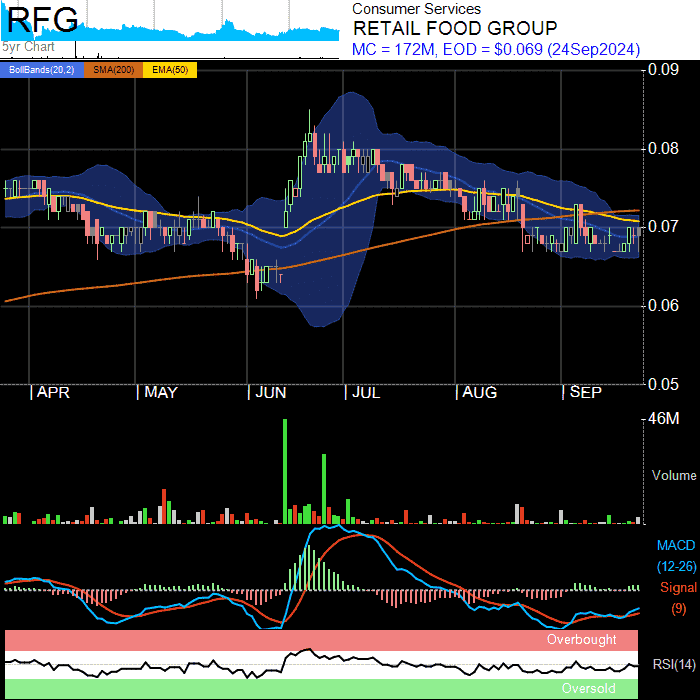 RFG
5yr Chart
Consumer Services
RETAIL FOOD GROUP
MC = 172M, EOD = $0.069 (24Sep2024)
BollBands(20,2) SMA(200) EMA(50)
0.09
0.08
0.07
0.06
0.05
APR MAY JUN JUL AUG SEP
46M
Volume
MACD
(12-26)
Signal
(9)
Overbought
RSI(14)
Oversold